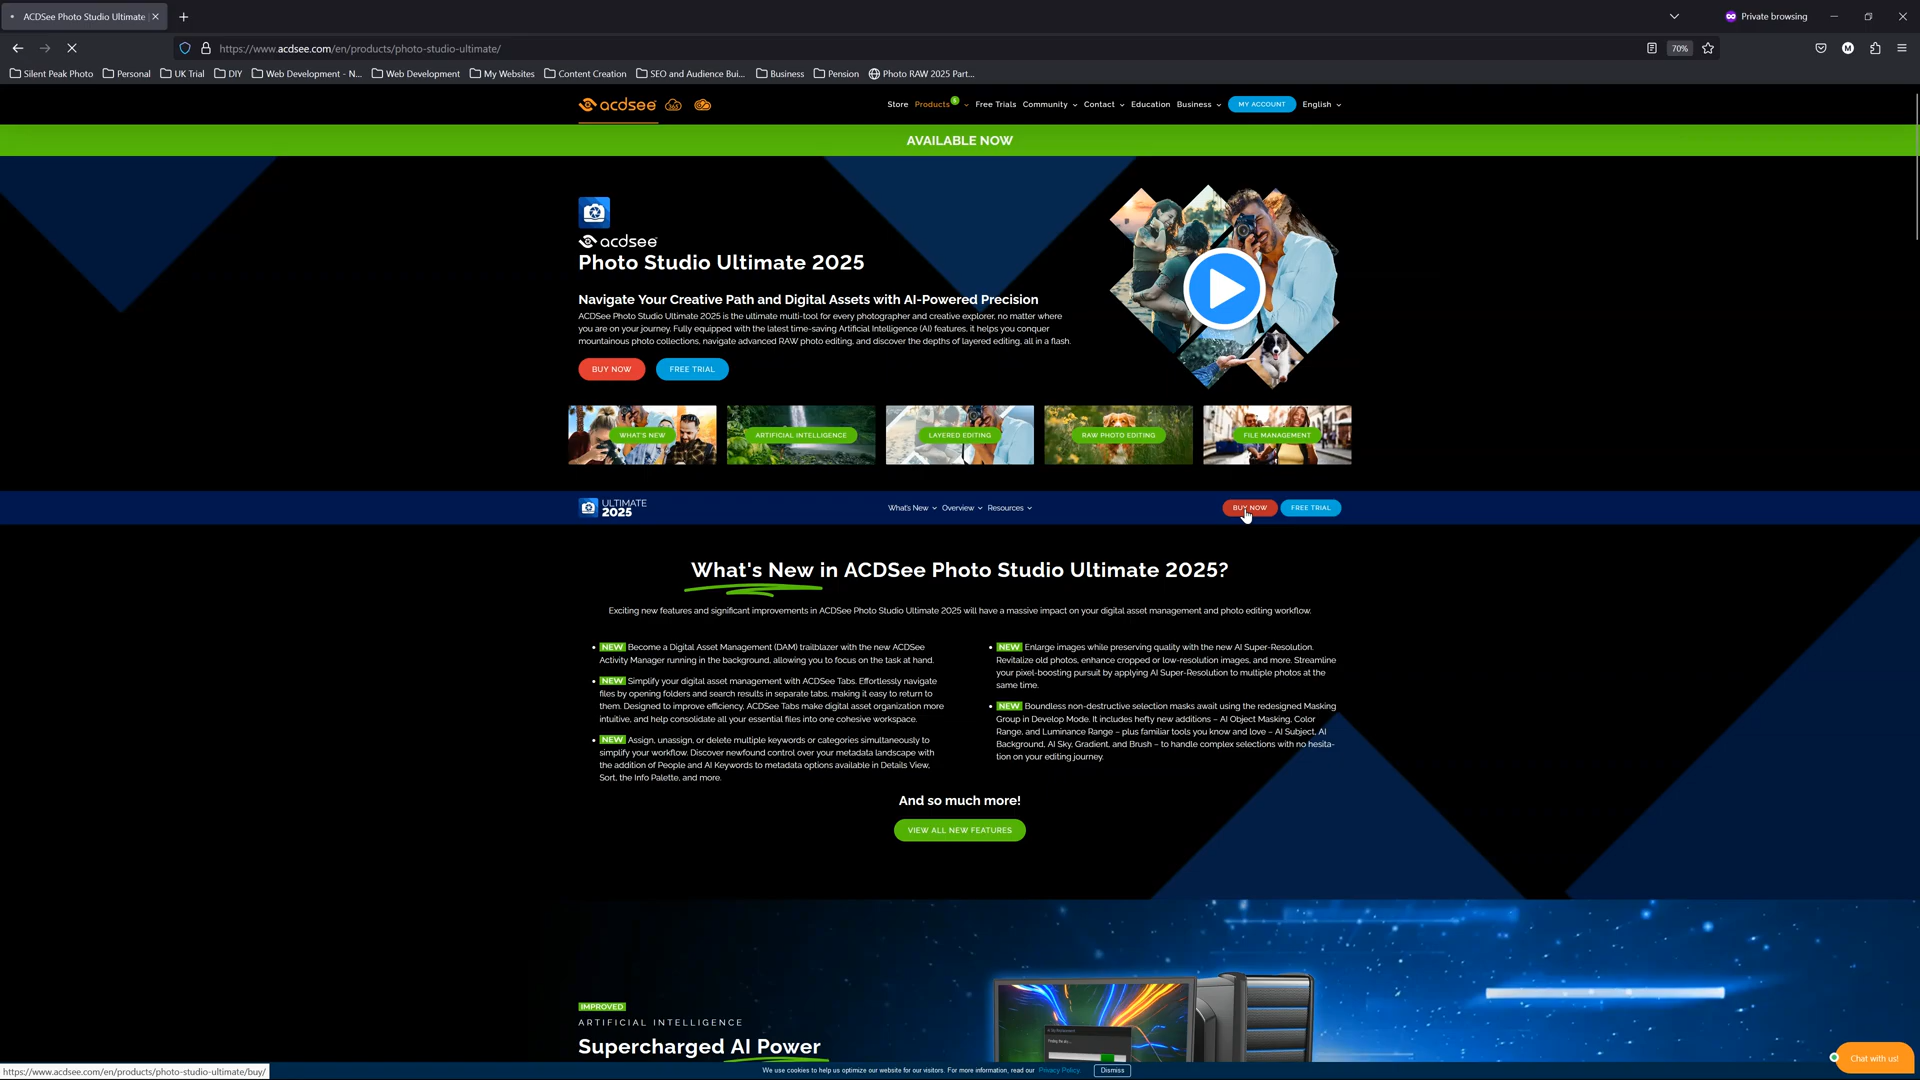 ACDSee Photo Studio Ultimate
Private browsing
https://www.acdsee.com/en/products/photo-studio-ultimate/
70%
M
Silent Peak Photo
Personal
UK Trial
DIY
Web Development - N...
Web Development
My Websites
Content Creation
SEO and Audience Bui...
Business
Pension
Photo RAW 2025 Part...
acdsee
365
Store
Products
Free Trials
Community
Contact
Education
Business
MY ACCOUNT
English
AVAILABLE NOW
acdsee
Photo Studio Ultimate 2025
Navigate Your Creative Path and Digital Assets with AI-Powered Precision
ACDSee Photo Studio Ultimate 2025 is the ultimate multi-tool for every photographer and creative explorer, no matter where
you are on your journey. Fully equipped with the latest time-saving Artificial Intelligence (AI) features, it helps you conquer
mountainous photo collections, navigate advanced RAW photo editing, and discover the depths of layered editing, all in a flash.
BUY NOW
FREE TRIAL
WHAT'S NEW
ARTIFICIAL INTELLIGENCE
LAYERED EDITING
RAW PHOTO EDITING
FILE MANAGEMENT
ULTIMATE
2025
What's New
Overview
Resources
BUY NOW
FREE TRIAL
What's New in ACDSee Photo Studio Ultimate 2025?
Exciting new features and significant improvements in ACDSee Photo Studio Ultimate 2025 will have a massive impact on your digital asset management and photo editing workflow.
NEW Become a Digital Asset Management (DAM) trailblazer with the new ACDSee
Activity Manager running in the background, allowing you to focus on the task at hand.
NEW Simplify your digital asset management with ACDSee Tabs. Effortlessly navigate
files by opening folders and search results in separate tabs, making it easy to return to
them. Designed to improve efficiency, ACDSee Tabs make digital asset organization more
intuitive, and help consolidate all your essential files into one cohesive workspace.
NEW Assign, unassign, or delete multiple keywords or categories simultaneously to
simplify your workflow. Discover newfound control over your metadata landscape with
the addition of People and AI Keywords to metadata options available in Details View,
Sort, the Info Palette, and more.
NEW Enlarge images while preserving quality with the new AI Super-Resolution.
Revitalize old photos, enhance cropped or low-resolution images, and more. Streamline
your pixel-boosting pursuit by applying AI Super-Resolution to multiple photos at the
same time.
NEW Boundless non-destructive selection masks await using the redesigned Masking
Group in Develop Mode. It includes hefty new additions – AI Object Masking, Color
Range, and Luminance Range – plus familiar tools you know and love – AI Subject, AI
Background, AI Sky, Gradient, and Brush – to handle complex selections with no hesita-
tion on your editing journey.
And so much more!
VIEW ALL NEW FEATURES
IMPROVED
ARTIFICIAL INTELLIGENCE
Supercharged AI Power
Chat with us!
https://www.acdsee.com/en/products/photo-studio-ultimate/buy/
We use cookies to help us optimize our website for our visitors. For more information, read our Privacy Policy.
Dismiss